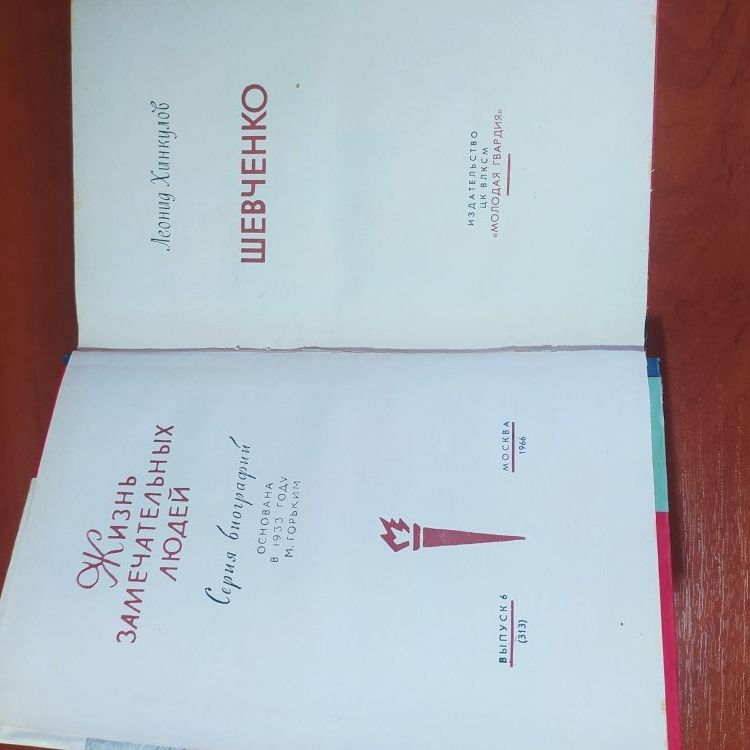 Жизнь
ЗАМЕЧАТЕЛЬНЫХ
ЛЮДЕЙ
Серия биографий
ОСНОВАНА
В 1933 ГОДУ
М. ГОРЬКИМ
ВЫПУСК 6
(313)
МОСКВА
1966
Леонид Хинкулов
ШЕВЧЕНКО
ИЗДАТЕЛЬСТВО
ЦК ВЛКСМ
«МОЛОДАЯ ГВАРДИЯ»